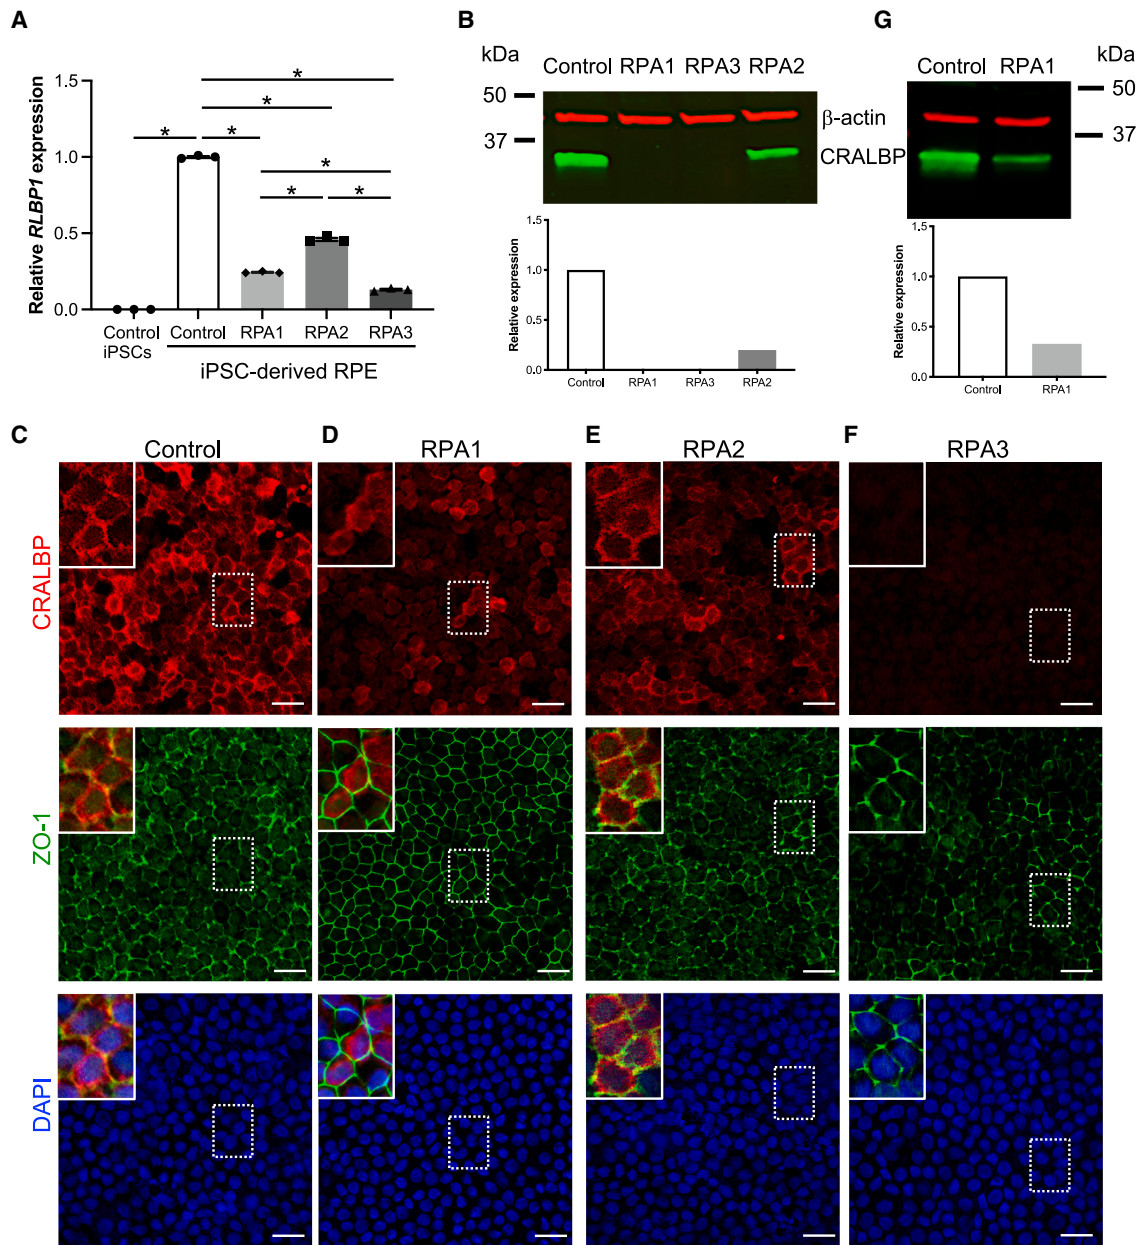 A
Relative RLBP1 expression
1.5
1.0
0.5
0.0
* * * * * * *
Control iPSCs
Control RPA1 RPA2 RPA3
iPSC-derived RPE
B
kDa
Control RPA1 RPA3 RPA2
50
37
β-actin
CRALBP
Relative expression
1.5
1.0
0.5
0.0
Control RPA1 RPA3 RPA2
G
Control RPA1
kDa
50
37
Relative expression
1.5
1.0
0.5
0.0
Control RPA1
C
Control
D
RPA1
E
RPA2
F
RPA3
CRALBP
ZO-1
DAPI